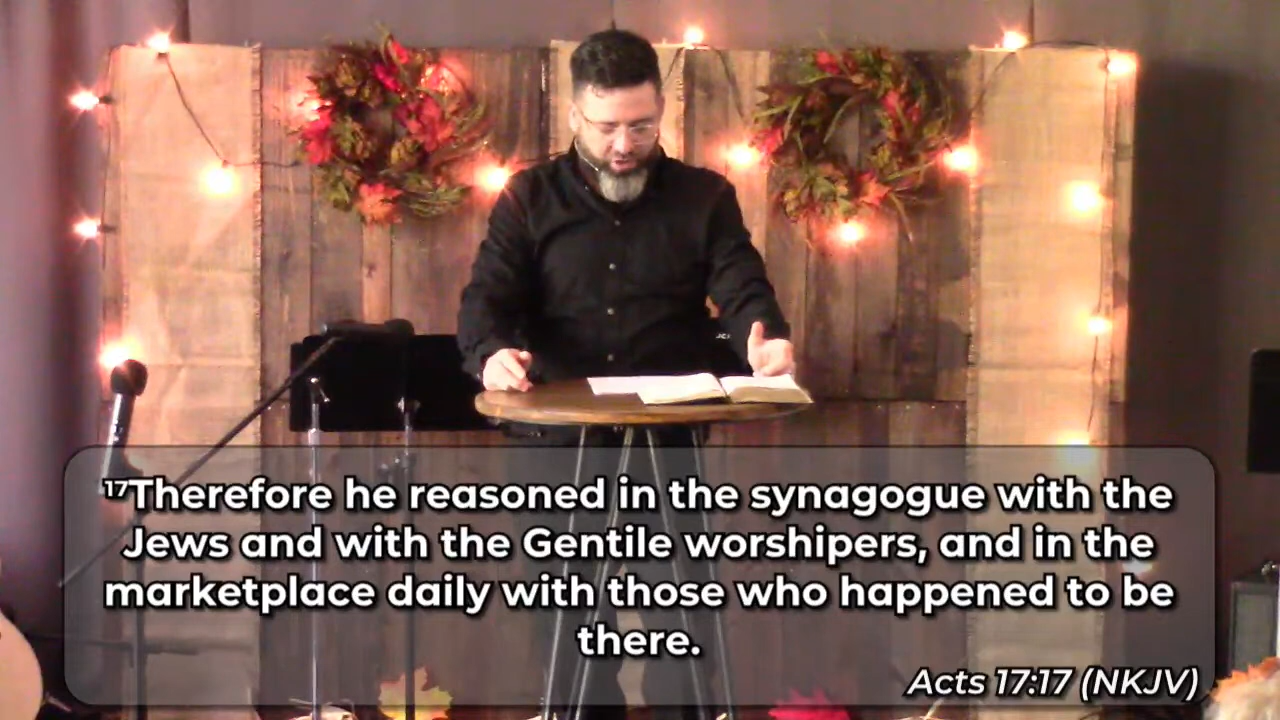 ¹⁷Therefore he reasoned in the synagogue with the
Jews and with the Gentile worshipers, and in the
marketplace daily with those who happened to be
there.
Acts 17:17 (NKJV)